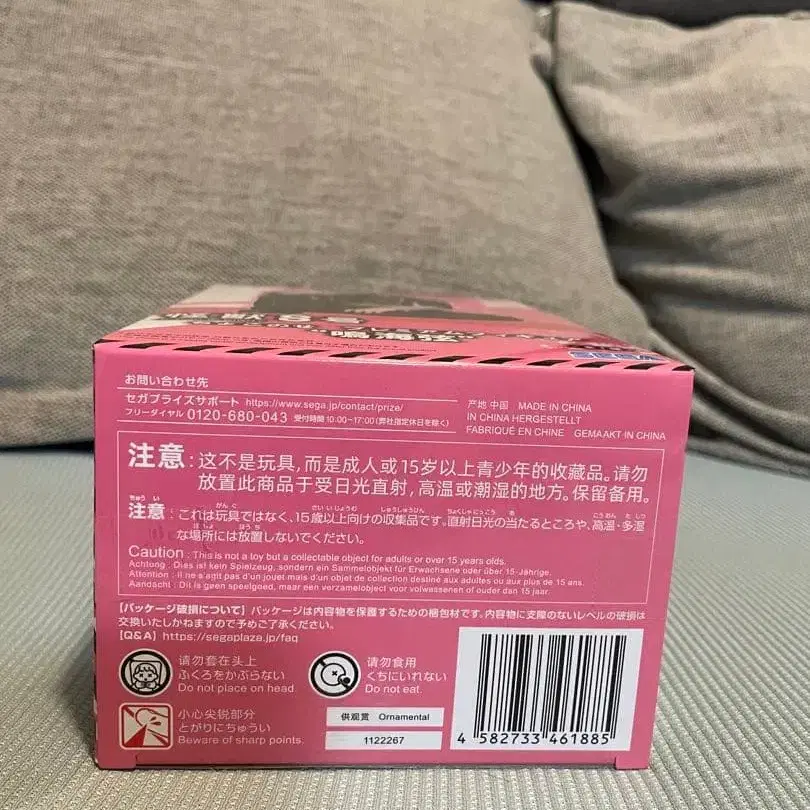 鳴海弦
SEGA
お問い合わせ先
セガプライズサポート https://www.sega.jp/contact/prize/
フリーダイヤル 0120-680-043 受付時間 10:00~17:00(弊社指定休日を除く)
产地 中国 MADE IN CHINA
IN CHINA HERGESTELLT
FABRIQUÉ EN CHINE GEMAAKT IN CHINA
注意:这不是玩具,而是成人或15岁以上青少年的收藏品。请勿
放置此商品于受日光直射,高温或潮湿的地方。保留备用。
注意:これは玩具ではなく、15歳以上向けの収集品です。直射日光の当たるところや、高温・多湿
な場所には放置しないでください。
Caution : This is not a toy but a collectable object for adults or over 15 years old.
Achtung : Dies ist kein Spielzeug, sondern ein Sammelobjekt für Erwachsene oder über 15-Jährige.
Attention : Il ne s'agit pas d'un jouet mais d'un objet de collection destiné aux adultes ou aux plus de 15 ans.
Aandacht : Dit is geen speelgoed, maar een verzamelobject voor volwassenen of ouder dan 15 jaar.
【パッケージ破損について】パッケージは内容物を保護するための梱包材です。内容物に支障のないレベルの破損は
交換いたしかねますので予めご了承ください。
【Q&A】https://segaplaza.jp/faq
请勿套在头上
ふくろをかぶらない
Do not place on head.
请勿食用
くちにいれない
Do not eat.
小心尖锐部分
とがりにちゅうい
Beware of sharp points.
供观赏 Ornamental
1122267
4 582733 461885